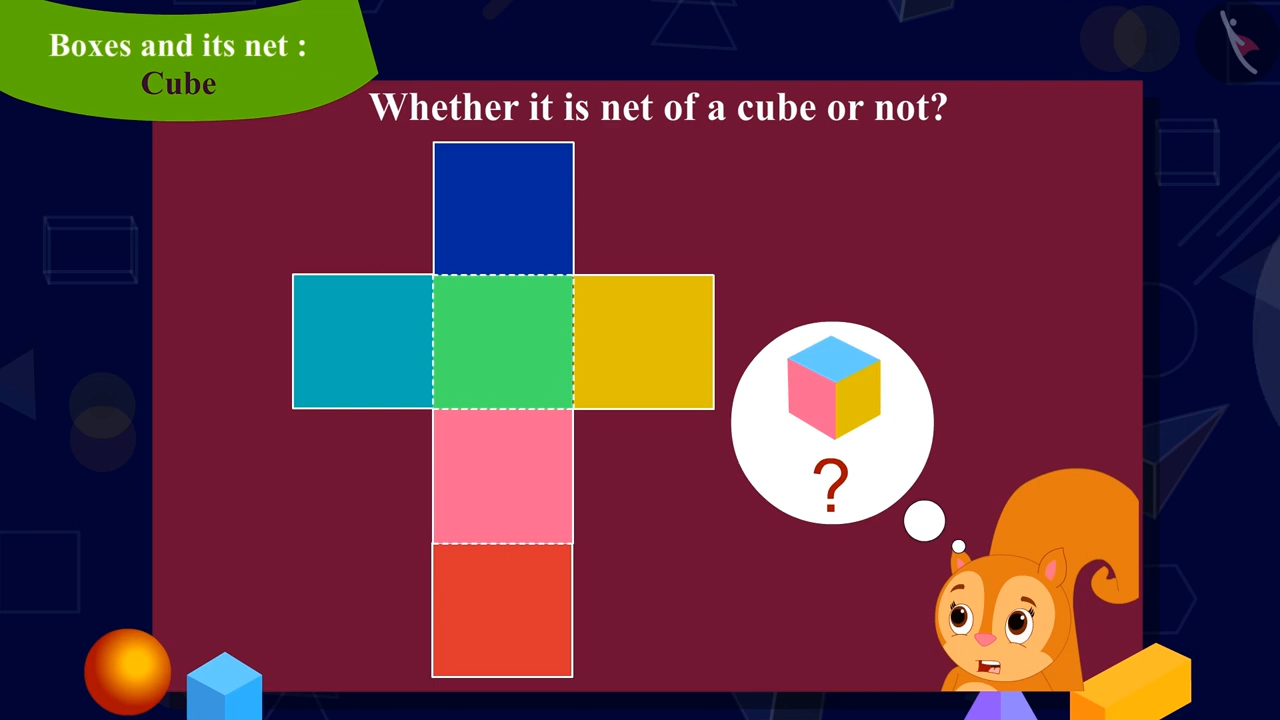 Boxes and its net :
Cube
Whether it is net of a cube or not?
?